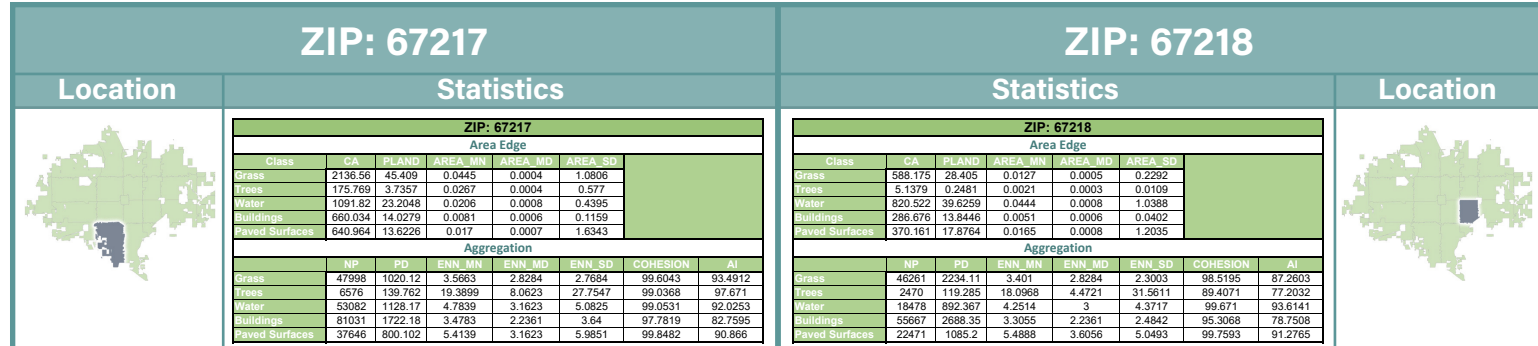 ZIP: 67217
Location
Statistics
ZIP: 67217
Area Edge
Class CA PLAND AREA_MN AREA_MD AREA_SD
Grass 2136.56 45.409 0.0445 0.0004 1.0806
Trees 175.769 3.7357 0.0267 0.0004 0.577
Water 1091.82 23.2048 0.0206 0.0008 0.4395
Buildings 660.034 14.0279 0.0081 0.0006 0.1159
Paved Surfaces 640.964 13.6226 0.017 0.0007 1.6343
Aggregation
NP PD ENN_MN ENN_MD ENN_SD COHESION AI
Grass 47998 1020.12 3.5663 2.8284 2.7684 99.6043 93.4912
Trees 6576 139.762 19.3899 8.0623 27.7547 99.0368 97.671
Water 53082 1128.17 4.7839 3.1623 5.0825 99.0531 92.0253
Buildings 81031 1722.18 3.4783 2.2361 3.64 97.7819 82.7595
Paved Surfaces 37646 800.102 5.4139 3.1623 5.9851 99.8482 90.866
ZIP: 67218
Statistics
Location
ZIP: 67218
Area Edge
Class CA PLAND AREA_MN AREA_MD AREA_SD
Grass 588.175 28.405 0.0127 0.0005 0.2292
Trees 5.1379 0.2481 0.0021 0.0003 0.0109
Water 820.522 39.6259 0.0444 0.0008 1.0388
Buildings 286.676 13.8446 0.0051 0.0006 0.0402
Paved Surfaces 370.161 17.8764 0.0165 0.0008 1.2035
Aggregation
NP PD ENN_MN ENN_MD ENN_SD COHESION AI
Grass 46261 2234.11 3.401 2.8284 2.3003 98.5195 87.2603
Trees 2470 119.285 18.0968 4.4721 31.5611 89.4071 77.2032
Water 18478 892.367 4.2514 3 4.3717 99.671 93.6141
Buildings 55667 2688.35 3.3055 2.2361 2.4842 95.3068 78.7508
Paved Surfaces 22471 1085.2 5.4888 3.6056 5.0493 99.7593 91.2765